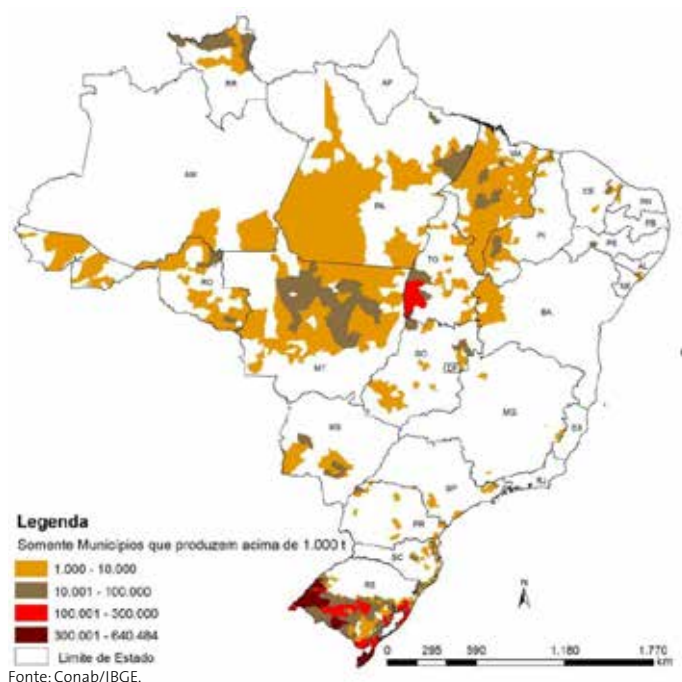 RR
AP
AM
PA
MA
CE
RN
PB
PE
AL
SE
PI
AC
RO
TO
BA
MT
GO
DF
MG
ES
MS
SP
RJ
PR
SC
RS
Legenda
Somente Municípios que produzem acima de 1.000 t
1.000 - 10.000
10.001 - 100.000
100.001 - 300.000
300.001 - 640.484
Limite de Estado
N
0 295 590 1.180 1.770
km
Fonte: Conab/IBGE.